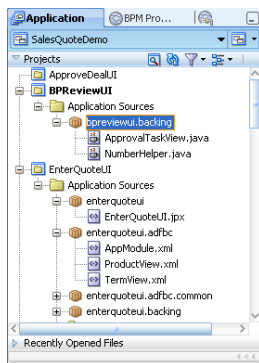 Application BPM Pro...
SalesQuoteDemo
Projects
ApproveDealUI
BPReviewUI
Application Sources
bpreviewui.backing
ApprovalTaskView.java
NumberHelper.java
EnterQuoteUI
Application Sources
enterquoteui
EnterQuoteUI.jpx
enterquoteui.adfbc
AppModule.xml
ProductView.xml
TermView.xml
enterquoteui.adfbc.common
enterquoteui.backing
Recently Opened Files